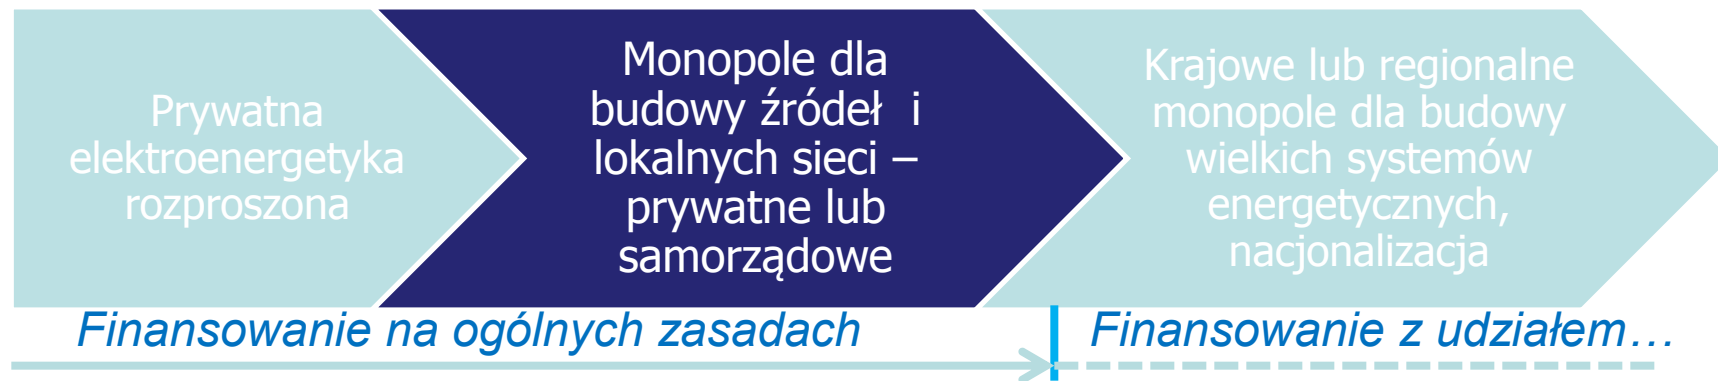 Prywatna
elektroenergetyka
rozproszona
Monopole dla
budowy źródeł i
lokalnych sieci –
prywatne lub
samorządowe
Krajowe lub regionalne
monopole dla budowy
wielkich systemów
energetycznych,
nacjonalizacja
Finansowanie na ogólnych zasadach
Finansowanie z udziałem…